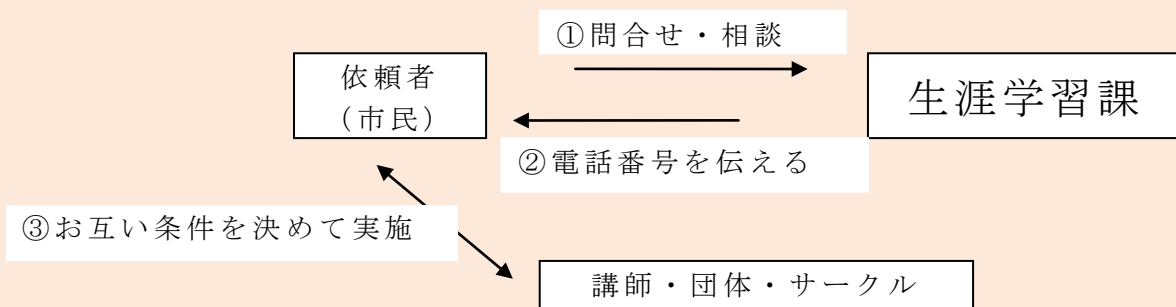 ①問合せ・相談
依頼者
（市民）
生涯学習課
②電話番号を伝える
③お互い条件を決めて実施
講師・団体・サークル